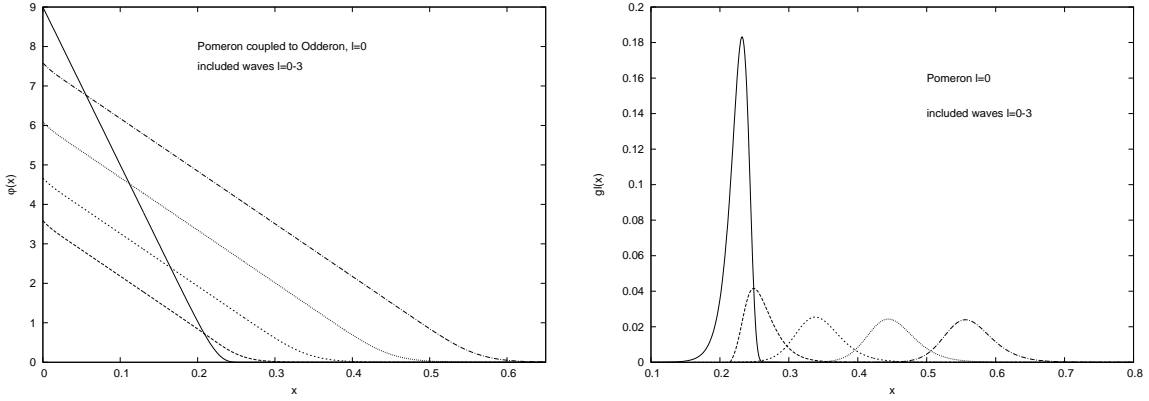 9
8
7
6
5
4
3
2
1
0
φ(x)
0 0.1 0.2 0.3 0.4 0.5 0.6
x
Pomeron coupled to Odderon, l=0
included waves l=0-3
0.2
0.18
0.16
0.14
0.12
0.1
0.08
0.06
0.04
0.02
0
gl(x)
0.1 0.2 0.3 0.4 0.5 0.6 0.7 0.8
x
Pomeron l=0
included waves l=0-3